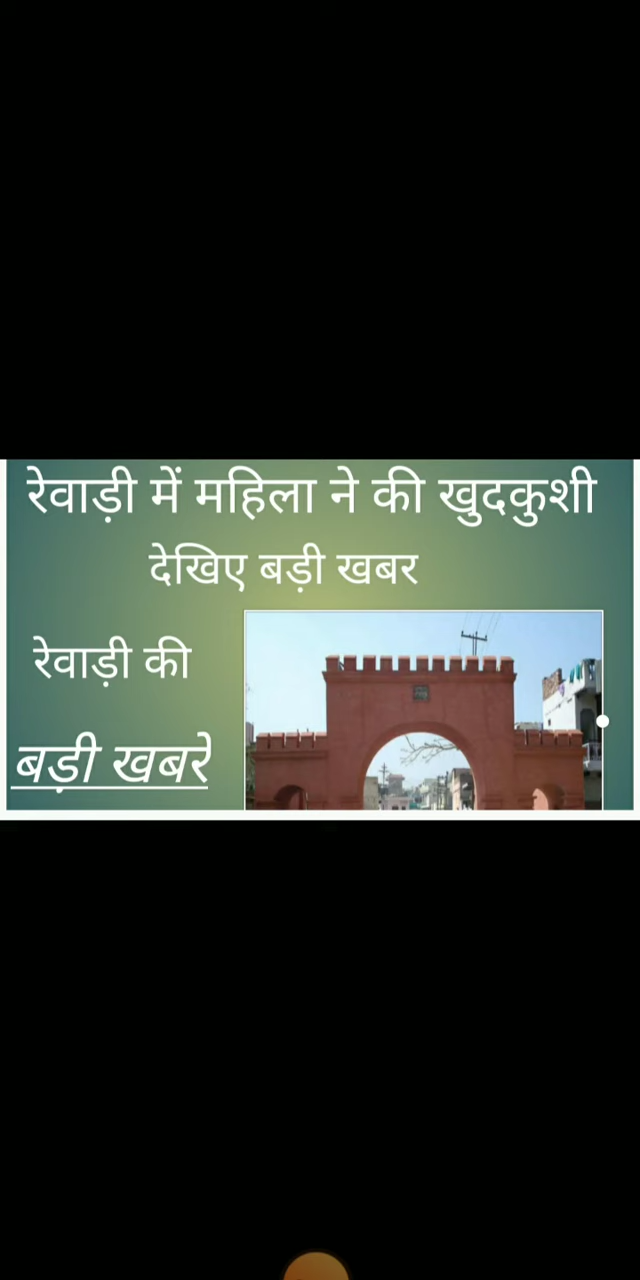 रेवाड़ी में महिला ने की खुदकुशी
देखिए बड़ी खबर
रेवाड़ी की
बड़ी खबरे